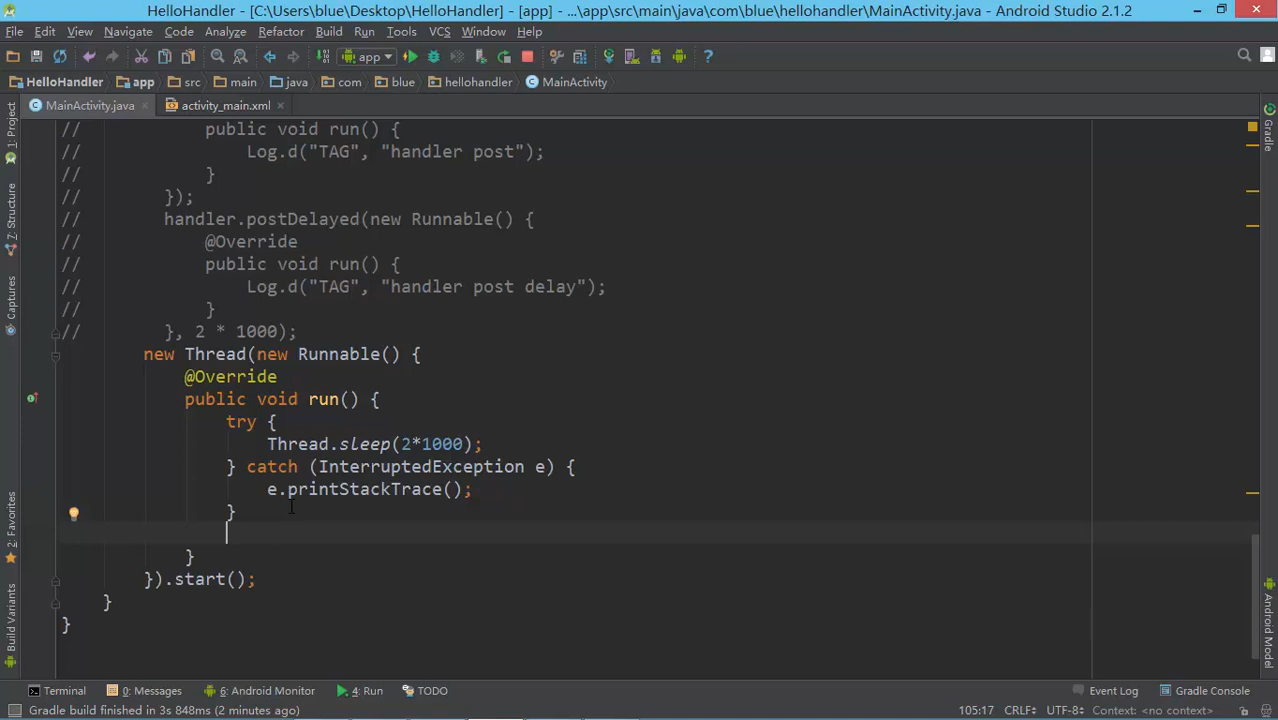 HelloHandler - [C:\Users\blue\Desktop\HelloHandler] - [app] - ...\app\src\main\java\com\blue\hellohandler\MainActivity.java - Android Studio 2.1.2
File Edit View Navigate Code Analyze Refactor Build Run Tools VCS Window Help
app
HelloHandler app src main java com blue hellohandler MainActivity
MainActivity.java activity_main.xml
1: Project
7: Structure
Captures
2: Favorites
Build Variants
Gradle
Android Model
// public void run() {
// Log.d("TAG", "handler post");
// }
// });
// handler.postDelayed(new Runnable() {
// @Override
// public void run() {
// Log.d("TAG", "handler post delay");
// }
// }, 2 * 1000);
new Thread(new Runnable() {
@Override
public void run() {
try {
Thread.sleep(2*1000);
} catch (InterruptedException e) {
e.printStackTrace();
}
}
}).start();
}
}
Terminal 0: Messages 6: Android Monitor 4: Run TODO Event Log Gradle Console
Gradle build finished in 3s 848ms (2 minutes ago) 105:17 CRLF÷ UTF-8÷ Context: <no context>